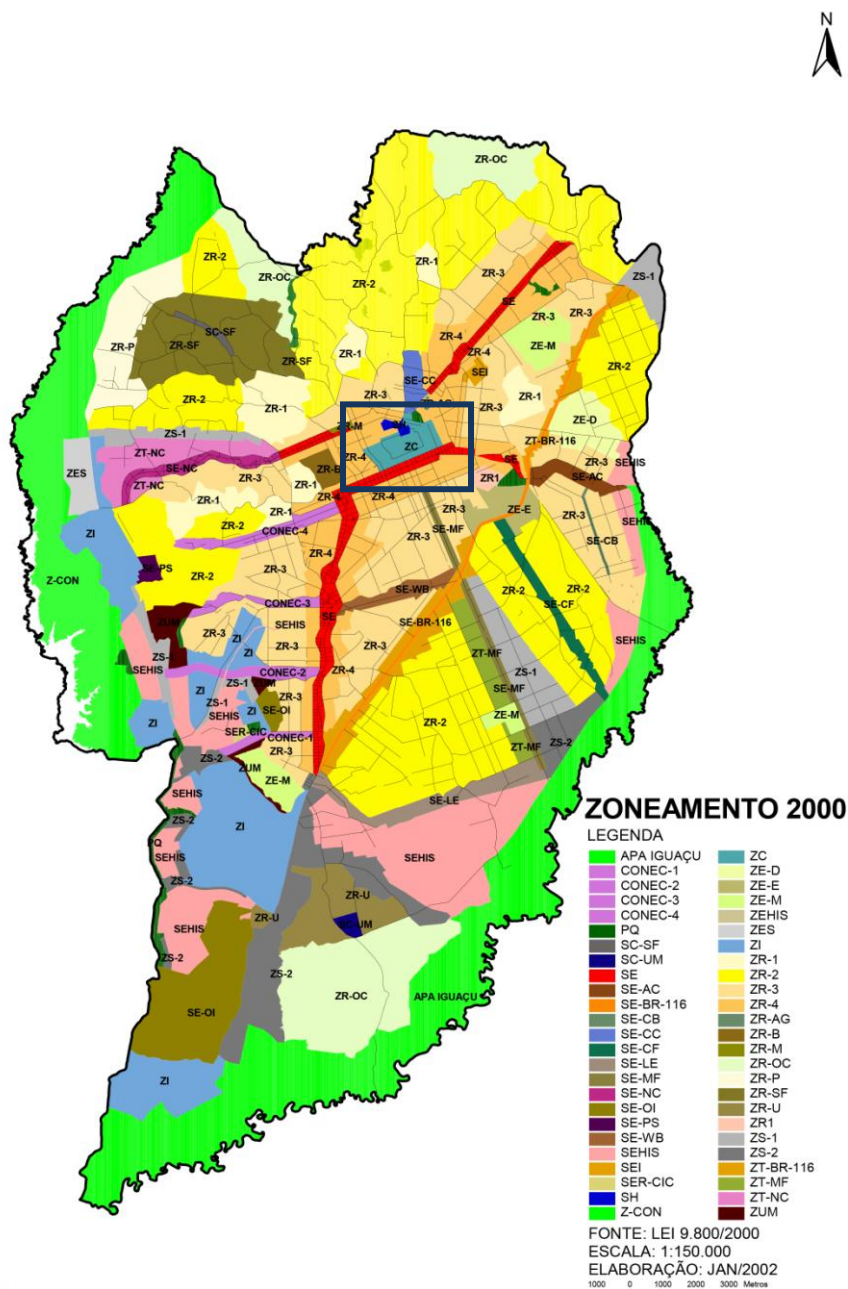 N
ZR-OC
ZR-2
ZR-OC
ZR-1
ZS-1
ZR-2
ZR-3
SE
ZR-3
ZR-3
SC-SF
ZR-P
ZR-SF
ZR-4
ZE-M
ZR-SF
ZR-1
ZR-4
ZR-2
SE-CC
SEI
ZR-2
ZR-1
ZR-3
ZR-3
ZR-1
ZE-D
ZS-1
ZR-M
SH
ZC
ZT-BR-116
ZES
ZT-NC
SE-NC
ZR-4
SE
ZR-3
SEHIS
ZR-B
ZR-3
ZR-1
ZR1
SE-AC
ZT-NC
ZR-1
ZR-4
ZR-4
ZR-3
ZE-E
ZR-3
SEHIS
ZR-1
SE-MF
ZI
ZR-2
CONEC-4
ZR-4
ZR-3
SE-CB
Z-CON
SE-PS
ZR-2
ZR-3
ZR-2
ZR-2
SE-WB
CONEC-3
SE-CF
ZUM
ZR-3
ZI
SEHIS
SE
SE-BR-116
SEHIS
ZR-3
ZR-3
ZS-1
ZI
ZT-MF
SEHIS
CONEC-2
ZR-4
ZS-1
ZI
ZS-1
ZUM
SE-MF
ZS-1
ZR-3
ZI
SEHIS
ZI
SE-OI
ZR-2
ZE-M
SER-CIC
CONEC-1
ZS-2
ZR-3
ZT-MF
ZS-2
ZUM
ZE-M
SEHIS
SE-LE
ZS-2
ZI
PQ
SEHIS
SEHIS
ZS-2
ZR-U
ZR-U
SEHIS
SC-UM
ZS-2
ZS-2
ZR-OC
APA IGUAÇU
SE-OI
ZI
ZONEAMENTO 2000
LEGENDA
APA IGUAÇU
CONEC-1
CONEC-2
CONEC-3
CONEC-4
PQ
SC-SF
SC-UM
SE
SE-AC
SE-BR-116
SE-CB
SE-CC
SE-CF
SE-LE
SE-MF
SE-NC
SE-OI
SE-PS
SE-WB
SEHIS
SEI
SER-CIC
SH
Z-CON
ZC
ZE-D
ZE-E
ZE-M
ZEHIS
ZES
ZI
ZR-1
ZR-2
ZR-3
ZR-4
ZR-AG
ZR-B
ZR-M
ZR-OC
ZR-P
ZR-SF
ZR-U
ZR1
ZS-1
ZS-2
ZT-BR-116
ZT-MF
ZT-NC
ZUM
FONTE: LEI 9.800/2000
ESCALA: 1:150.000
ELABORAÇÃO: JAN/2002
1000 0 1000 2000 3000 Metros